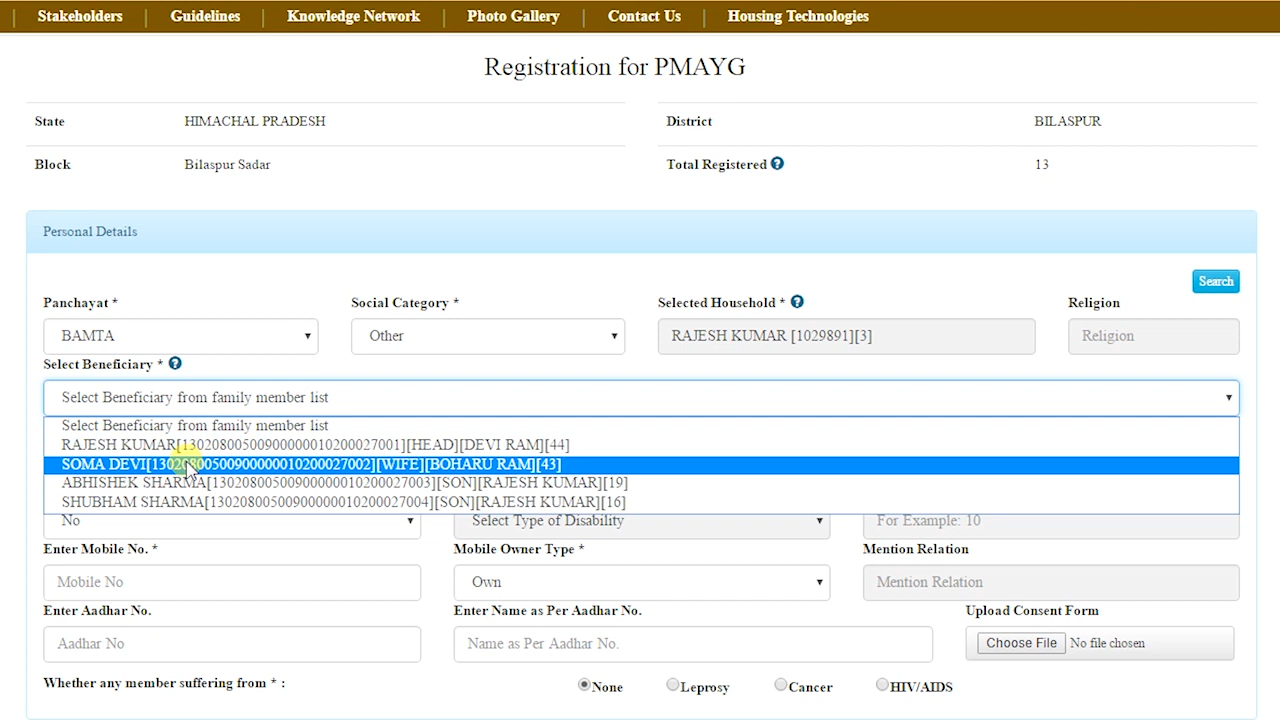 Stakeholders | Guidelines | Knowledge Network | Photo Gallery | Contact Us | Housing Technologies
Registration for PMAYG
State HIMACHAL PRADESH District BILASPUR
Block Bilaspur Sadar Total Registered 13
Personal Details
Search
Panchayat * Social Category * Selected Household * Religion
BAMTA Other RAJESH KUMAR [1029891][3] Religion
Select Beneficiary *
Select Beneficiary from family member list
Select Beneficiary from family member list
RAJESH KUMAR[1302080050090000010200027001][HEAD][DEVI RAM][44]
SOMA DEVI[1302080050090000010200027002][WIFE][BOHARU RAM][43]
ABHISHEK SHARMA[1302080050090000010200027003][SON][RAJESH KUMAR][19]
SHUBHAM SHARMA[1302080050090000010200027004][SON][RAJESH KUMAR][16]
No Select Type of Disability For Example: 10
Enter Mobile No. * Mobile Owner Type * Mention Relation
Mobile No Own Mention Relation
Enter Aadhar No. Enter Name as Per Aadhar No. Upload Consent Form
Aadhar No Name as Per Aadhar No. Choose File No file chosen
Whether any member suffering from * : None Leprosy Cancer HIV/AIDS